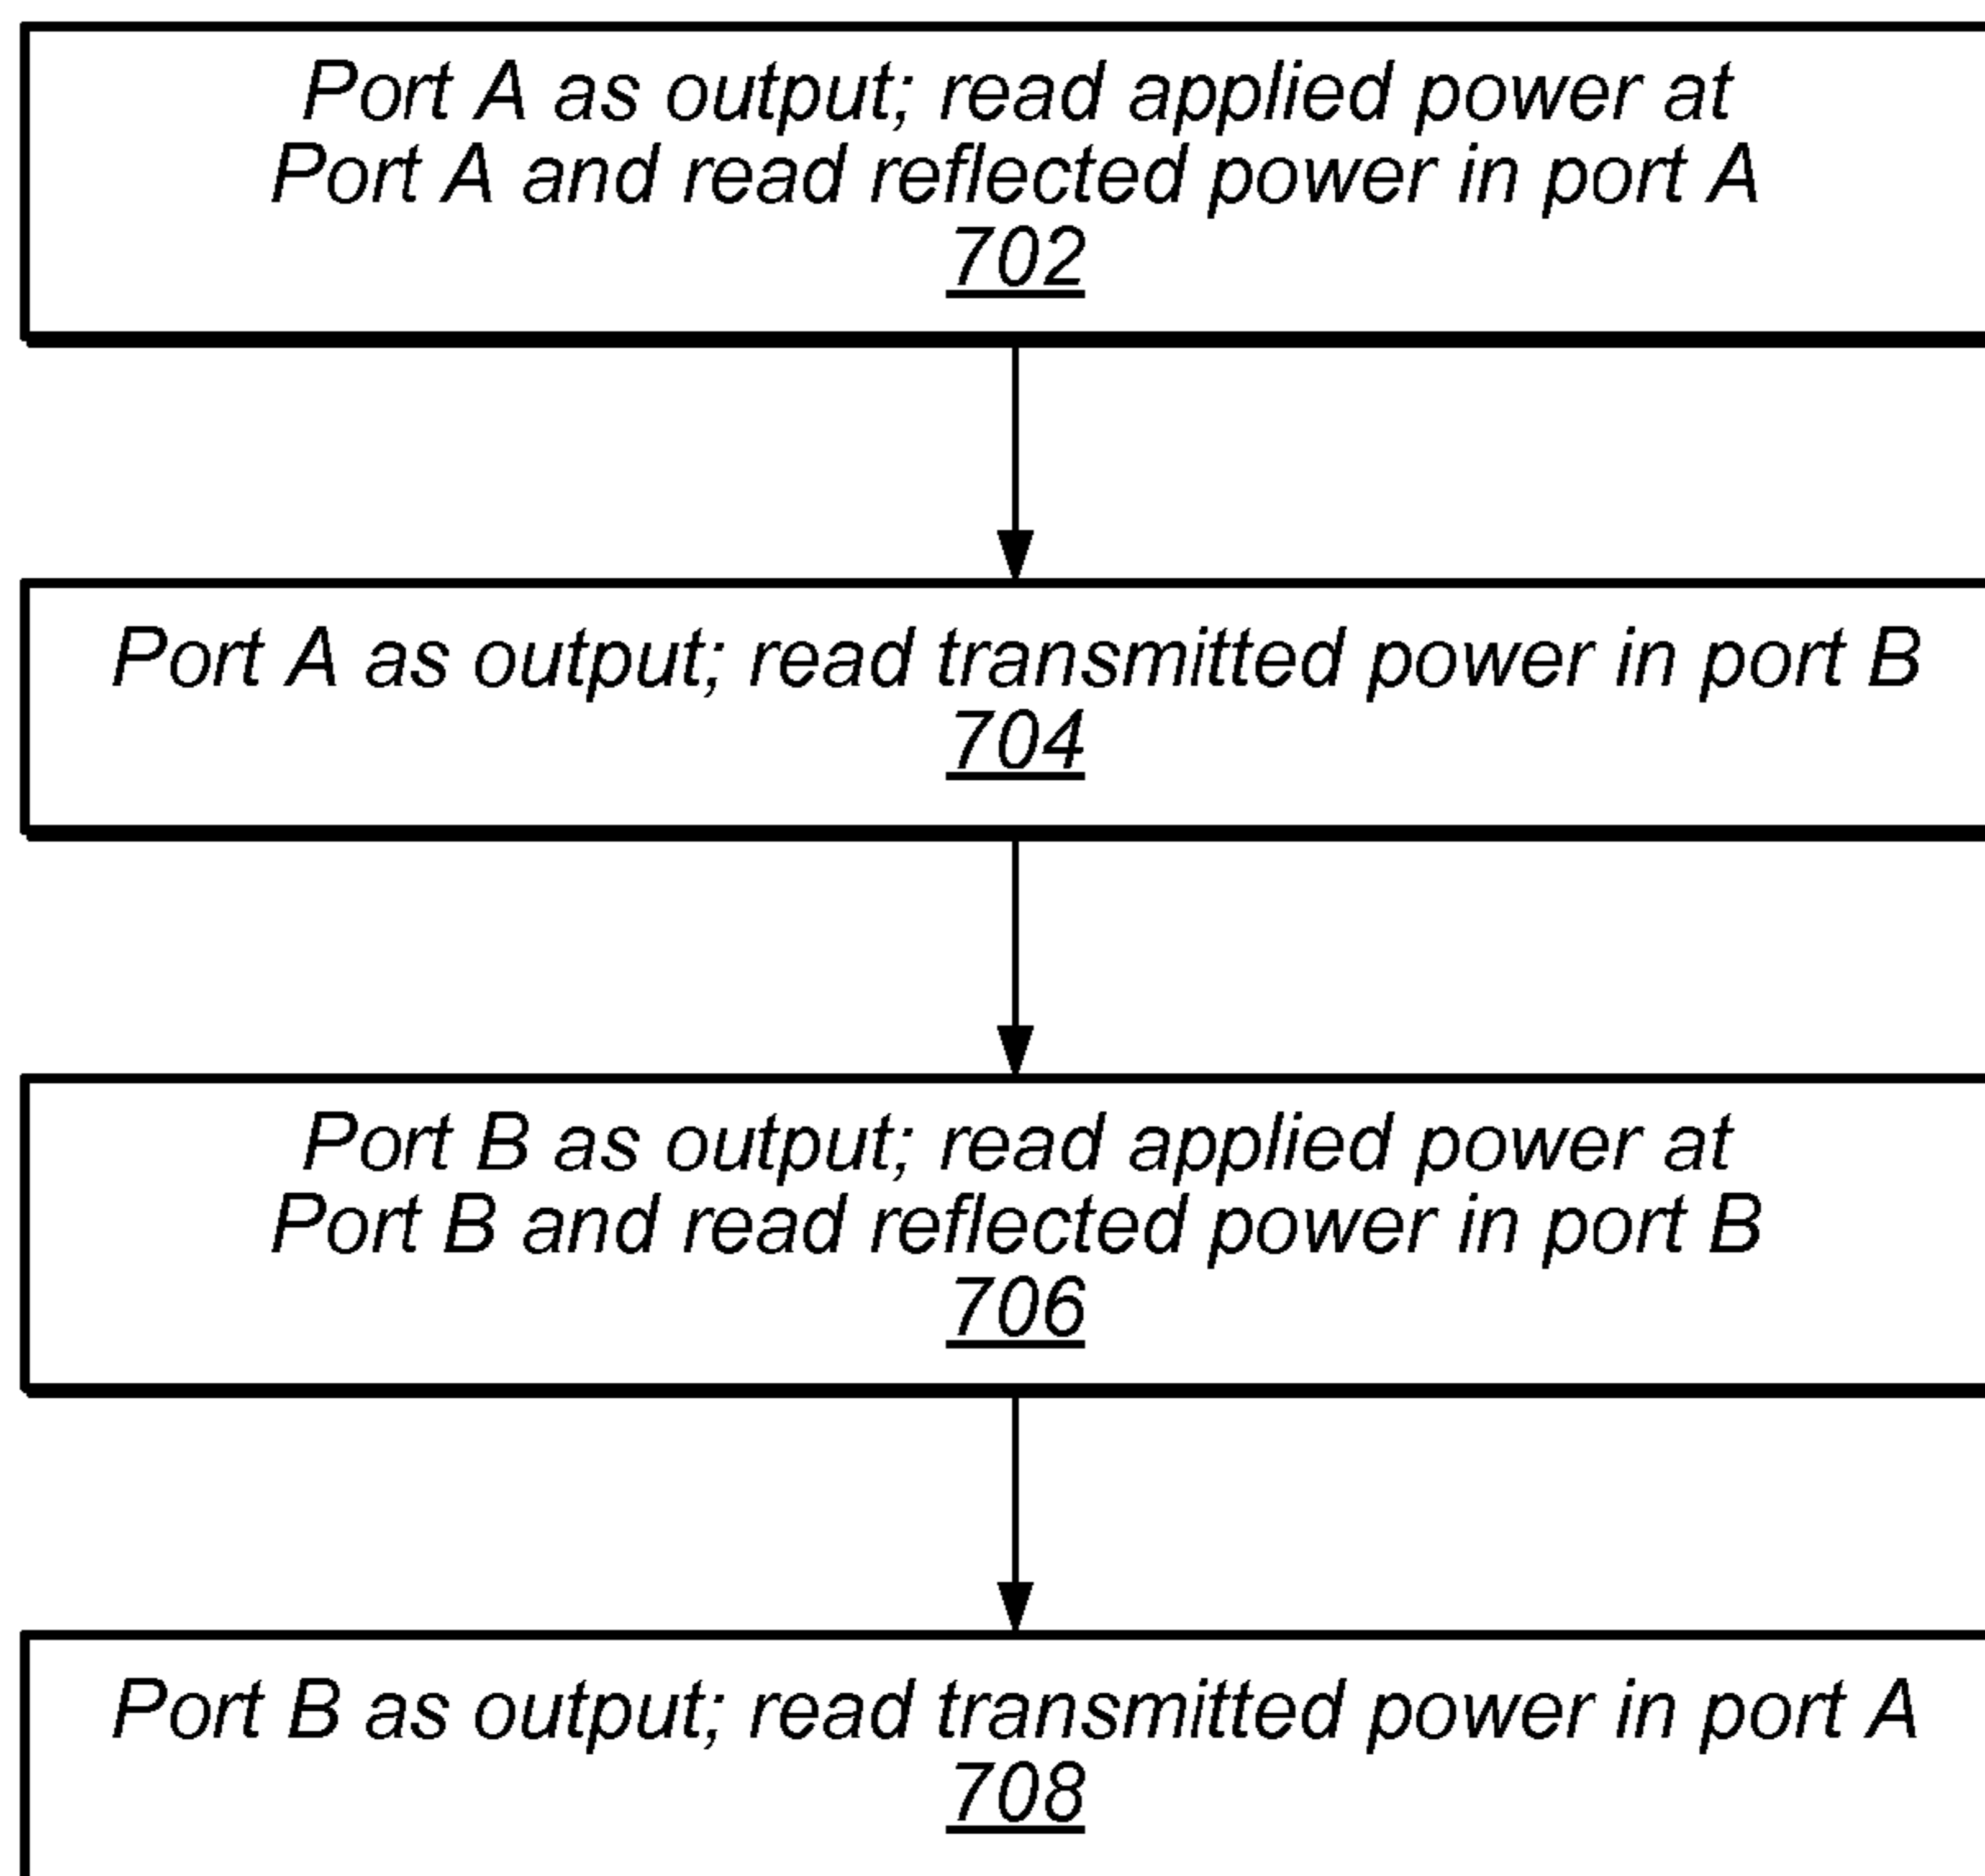 Port A as output; read applied power at
Port A and read reflected power in port A
702
Port A as output; read transmitted power in port B
704
Port B as output; read applied power at
Port B and read reflected power in port B
706
Port B as output; read transmitted power in port A
708